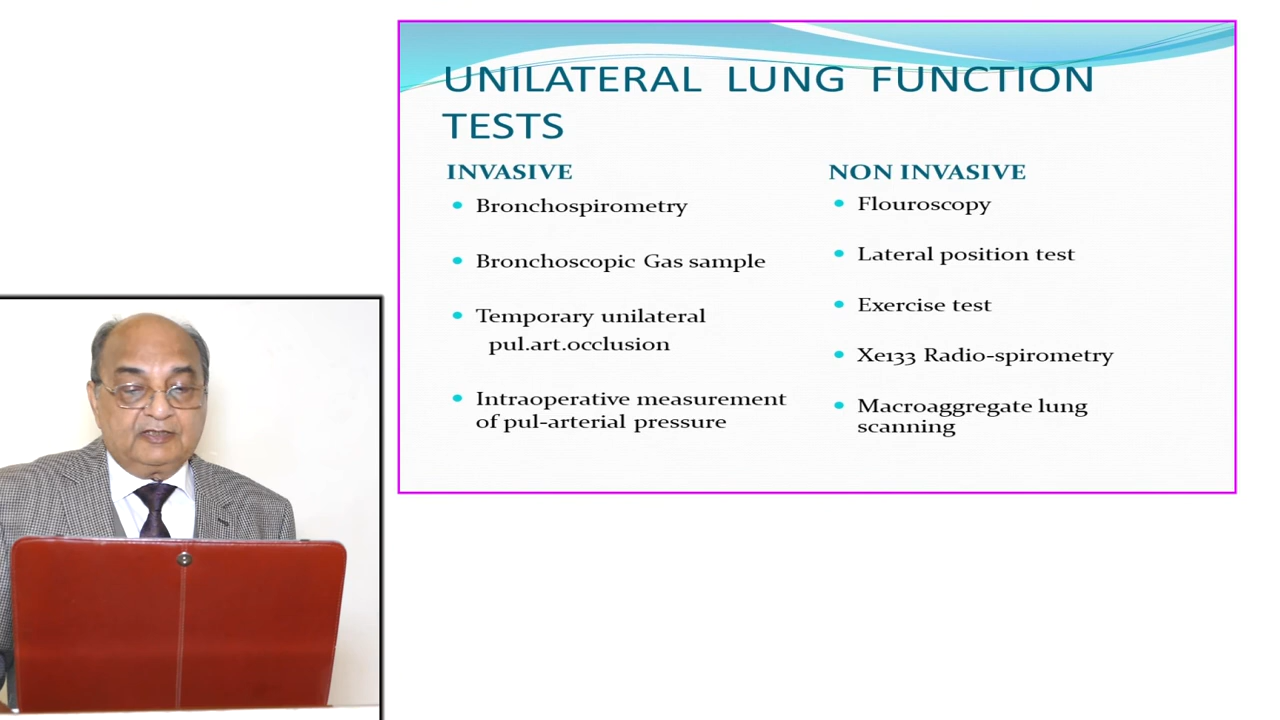 UNILATERAL LUNG FUNCTION
TESTS
INVASIVE
• Bronchospirometry
• Bronchoscopic Gas sample
• Temporary unilateral
pul.art.occlusion
• Intraoperative measurement
of pul-arterial pressure
NON INVASIVE
• Flouroscopy
• Lateral position test
• Exercise test
• Xe133 Radio-spirometry
• Macroaggregate lung
scanning